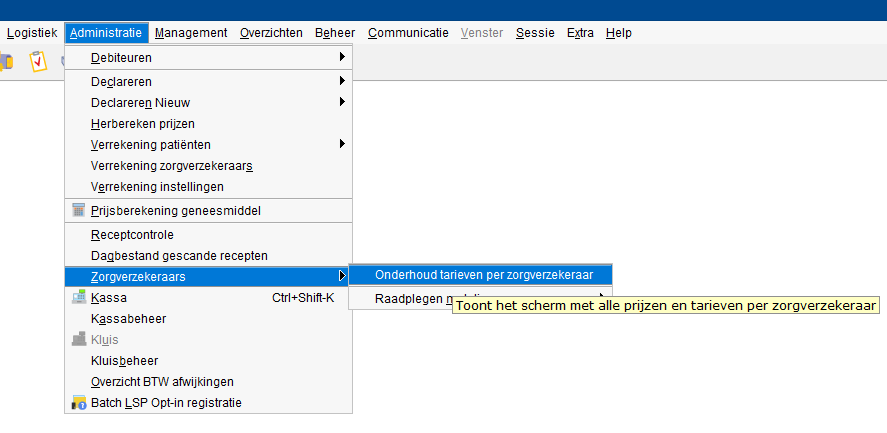 Logistiek Administratie Management Overzichten Beheer Communicatie Venster Sessie Extra Help
Debiteuren
Declareren
Declareren Nieuw
Herbereken prijzen
Verrekening patiënten
Verrekening zorgverzekeraars
Verrekening instellingen
Prijsberekening geneesmiddel
Receptcontrole
Dagbestand gescande recepten
Zorgverzekeraars
Onderhoud tarieven per zorgverzekeraar
Kassa Ctrl+Shift-K
Raadplegen
Toont het scherm met alle prijzen en tarieven per zorgverzekeraar
Kassabeheer
Kluis
Kluisbeheer
Overzicht BTW afwijkingen
Batch LSP Opt-in registratie